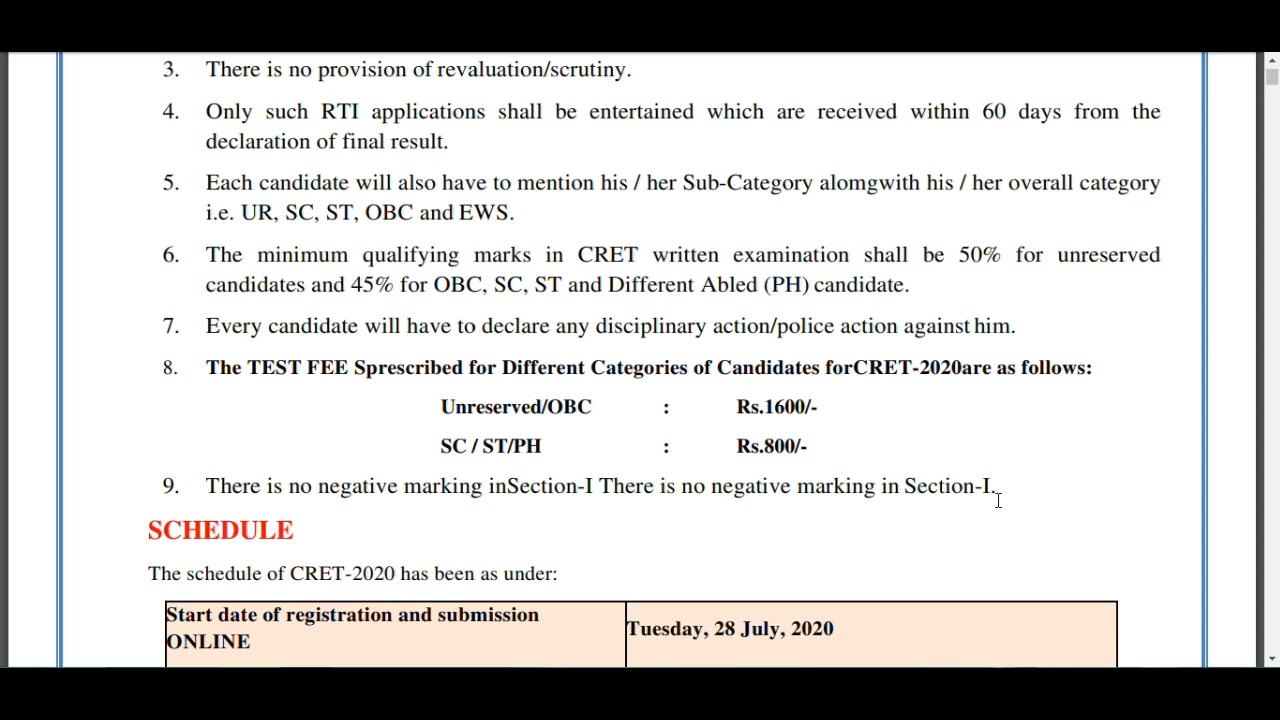 3. There is no provision of revaluation/scrutiny.
4. Only such RTI applications shall be entertained which are received within 60 days from the
declaration of final result.
5. Each candidate will also have to mention his / her Sub-Category alomgwith his / her overall category
i.e. UR, SC, ST, OBC and EWS.
6. The minimum qualifying marks in CRET written examination shall be 50% for unreserved
candidates and 45% for OBC, SC, ST and Different Abled (PH) candidate.
7. Every candidate will have to declare any disciplinary action/police action against him.
8. The TEST FEE Sprescribed for Different Categories of Candidates forCRET-2020are as follows:
Unreserved/OBC : Rs.1600/-
SC / ST/PH : Rs.800/-
9. There is no negative marking inSection-I There is no negative marking in Section-I.
SCHEDULE
The schedule of CRET-2020 has been as under:
Start date of registration and submission
ONLINE
Tuesday, 28 July, 2020